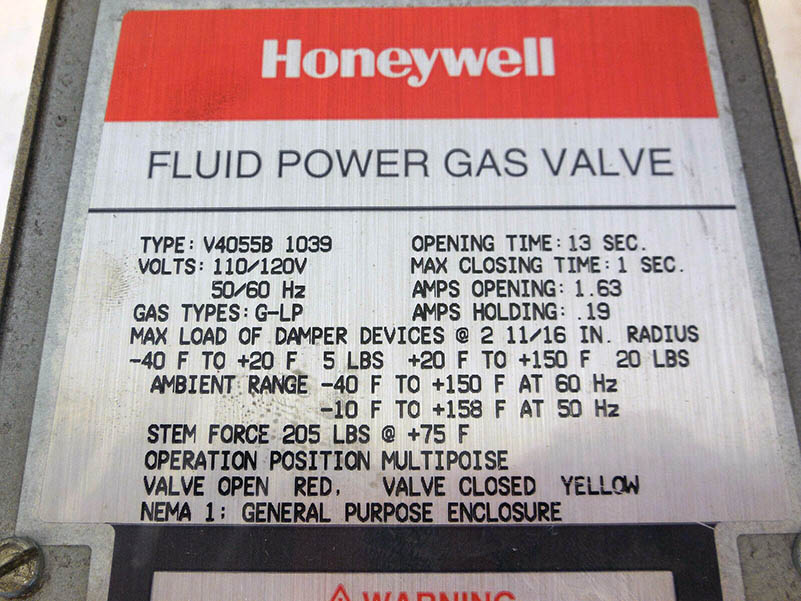 Honeywell
FLUID POWER GAS VALVE
TYPE: V4055B 1039 OPENING TIME: 13 SEC.
VOLTS: 110/120V MAX CLOSING TIME: 1 SEC.
50/60 Hz AMPS OPENING: 1.63
GAS TYPES: G-LP AMPS HOLDING: .19
MAX LOAD OF DAMPER DEVICES @ 2 11/16 IN. RADIUS
-40 F TO +20 F 5 LBS +20 F TO +150 F 20 LBS
AMBIENT RANGE -40 F TO +150 F AT 60 Hz
-10 F TO +158 F AT 50 Hz
STEM FORCE 205 LBS @ +75 F
OPERATION POSITION MULTIPOISE
VALVE OPEN RED, VALVE CLOSED YELLOW
NEMA 1: GENERAL PURPOSE ENCLOSURE
WARNING